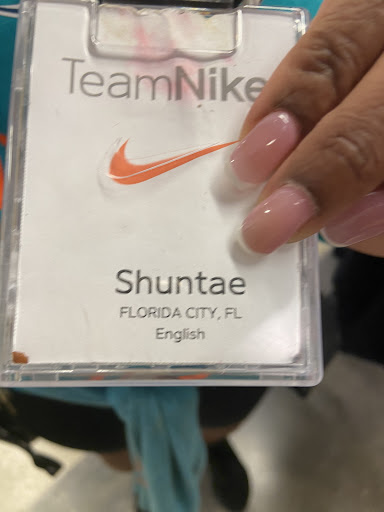 TeamNike
Shuntae
FLORIDA CITY, FL
English